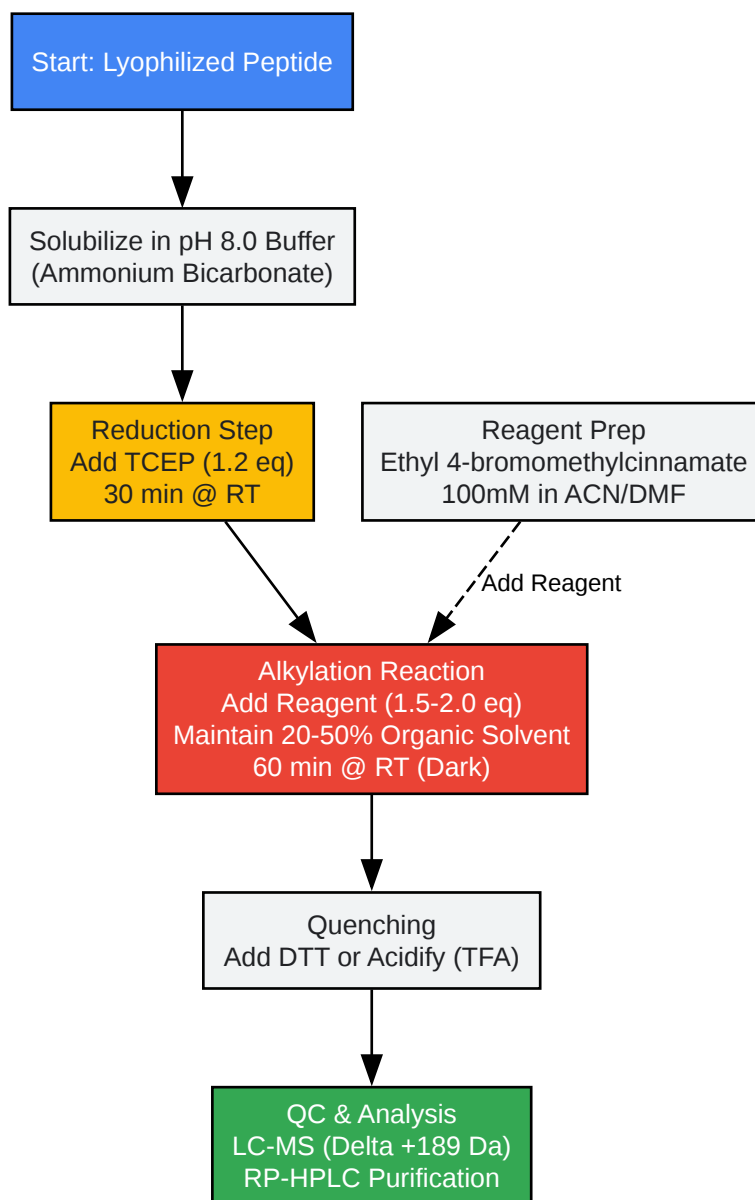 Start: Lyophilized Peptide
Solubilize in pH 8.0 Buffer
(Ammonium Bicarbonate)
Reduction Step
Add TCEP (1.2 eq)
30 min @ RT
Reagent Prep
Ethyl 4-bromomethylcinnamate
100mM in ACN/DMF
Add Reagent
Alkylation Reaction
Add Reagent (1.5-2.0 eq)
Maintain 20-50% Organic Solvent
60 min @ RT (Dark)
Quenching
Add DTT or Acidify (TFA)
QC & Analysis
LC-MS (Delta +189 Da)
RP-HPLC Purification